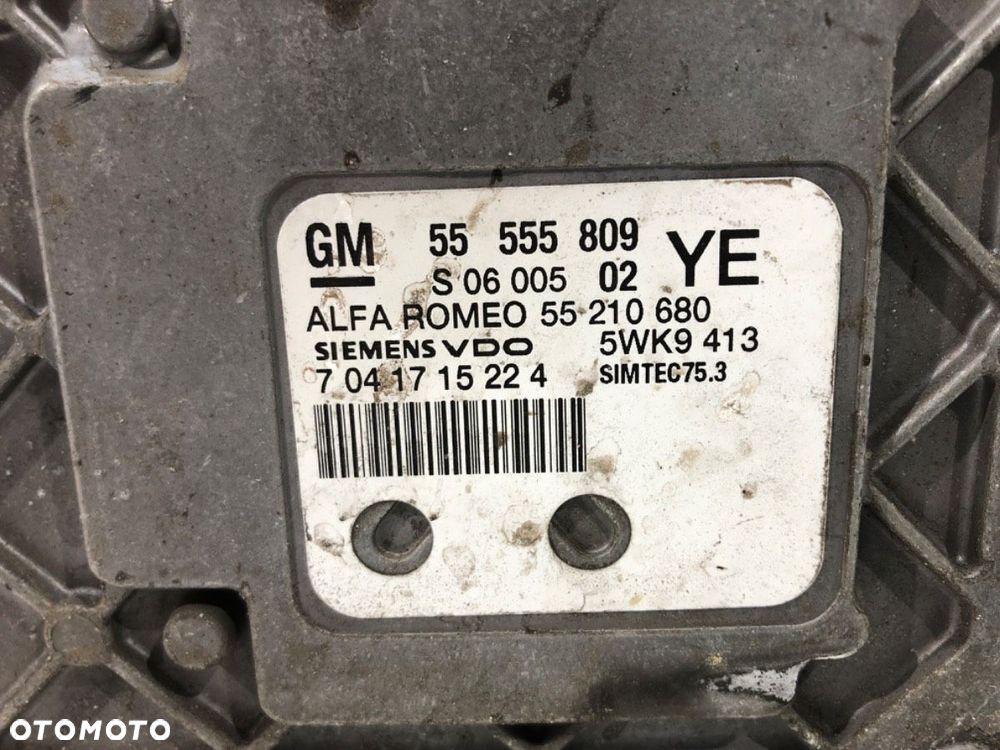 GM 55 555 809 YE
S 06 005 02
ALFA ROMEO 55 210 680
SIEMENS VDO 5WK9 413
7 04 17 15 22 4 SIMTEC75.3
OTOMOTO